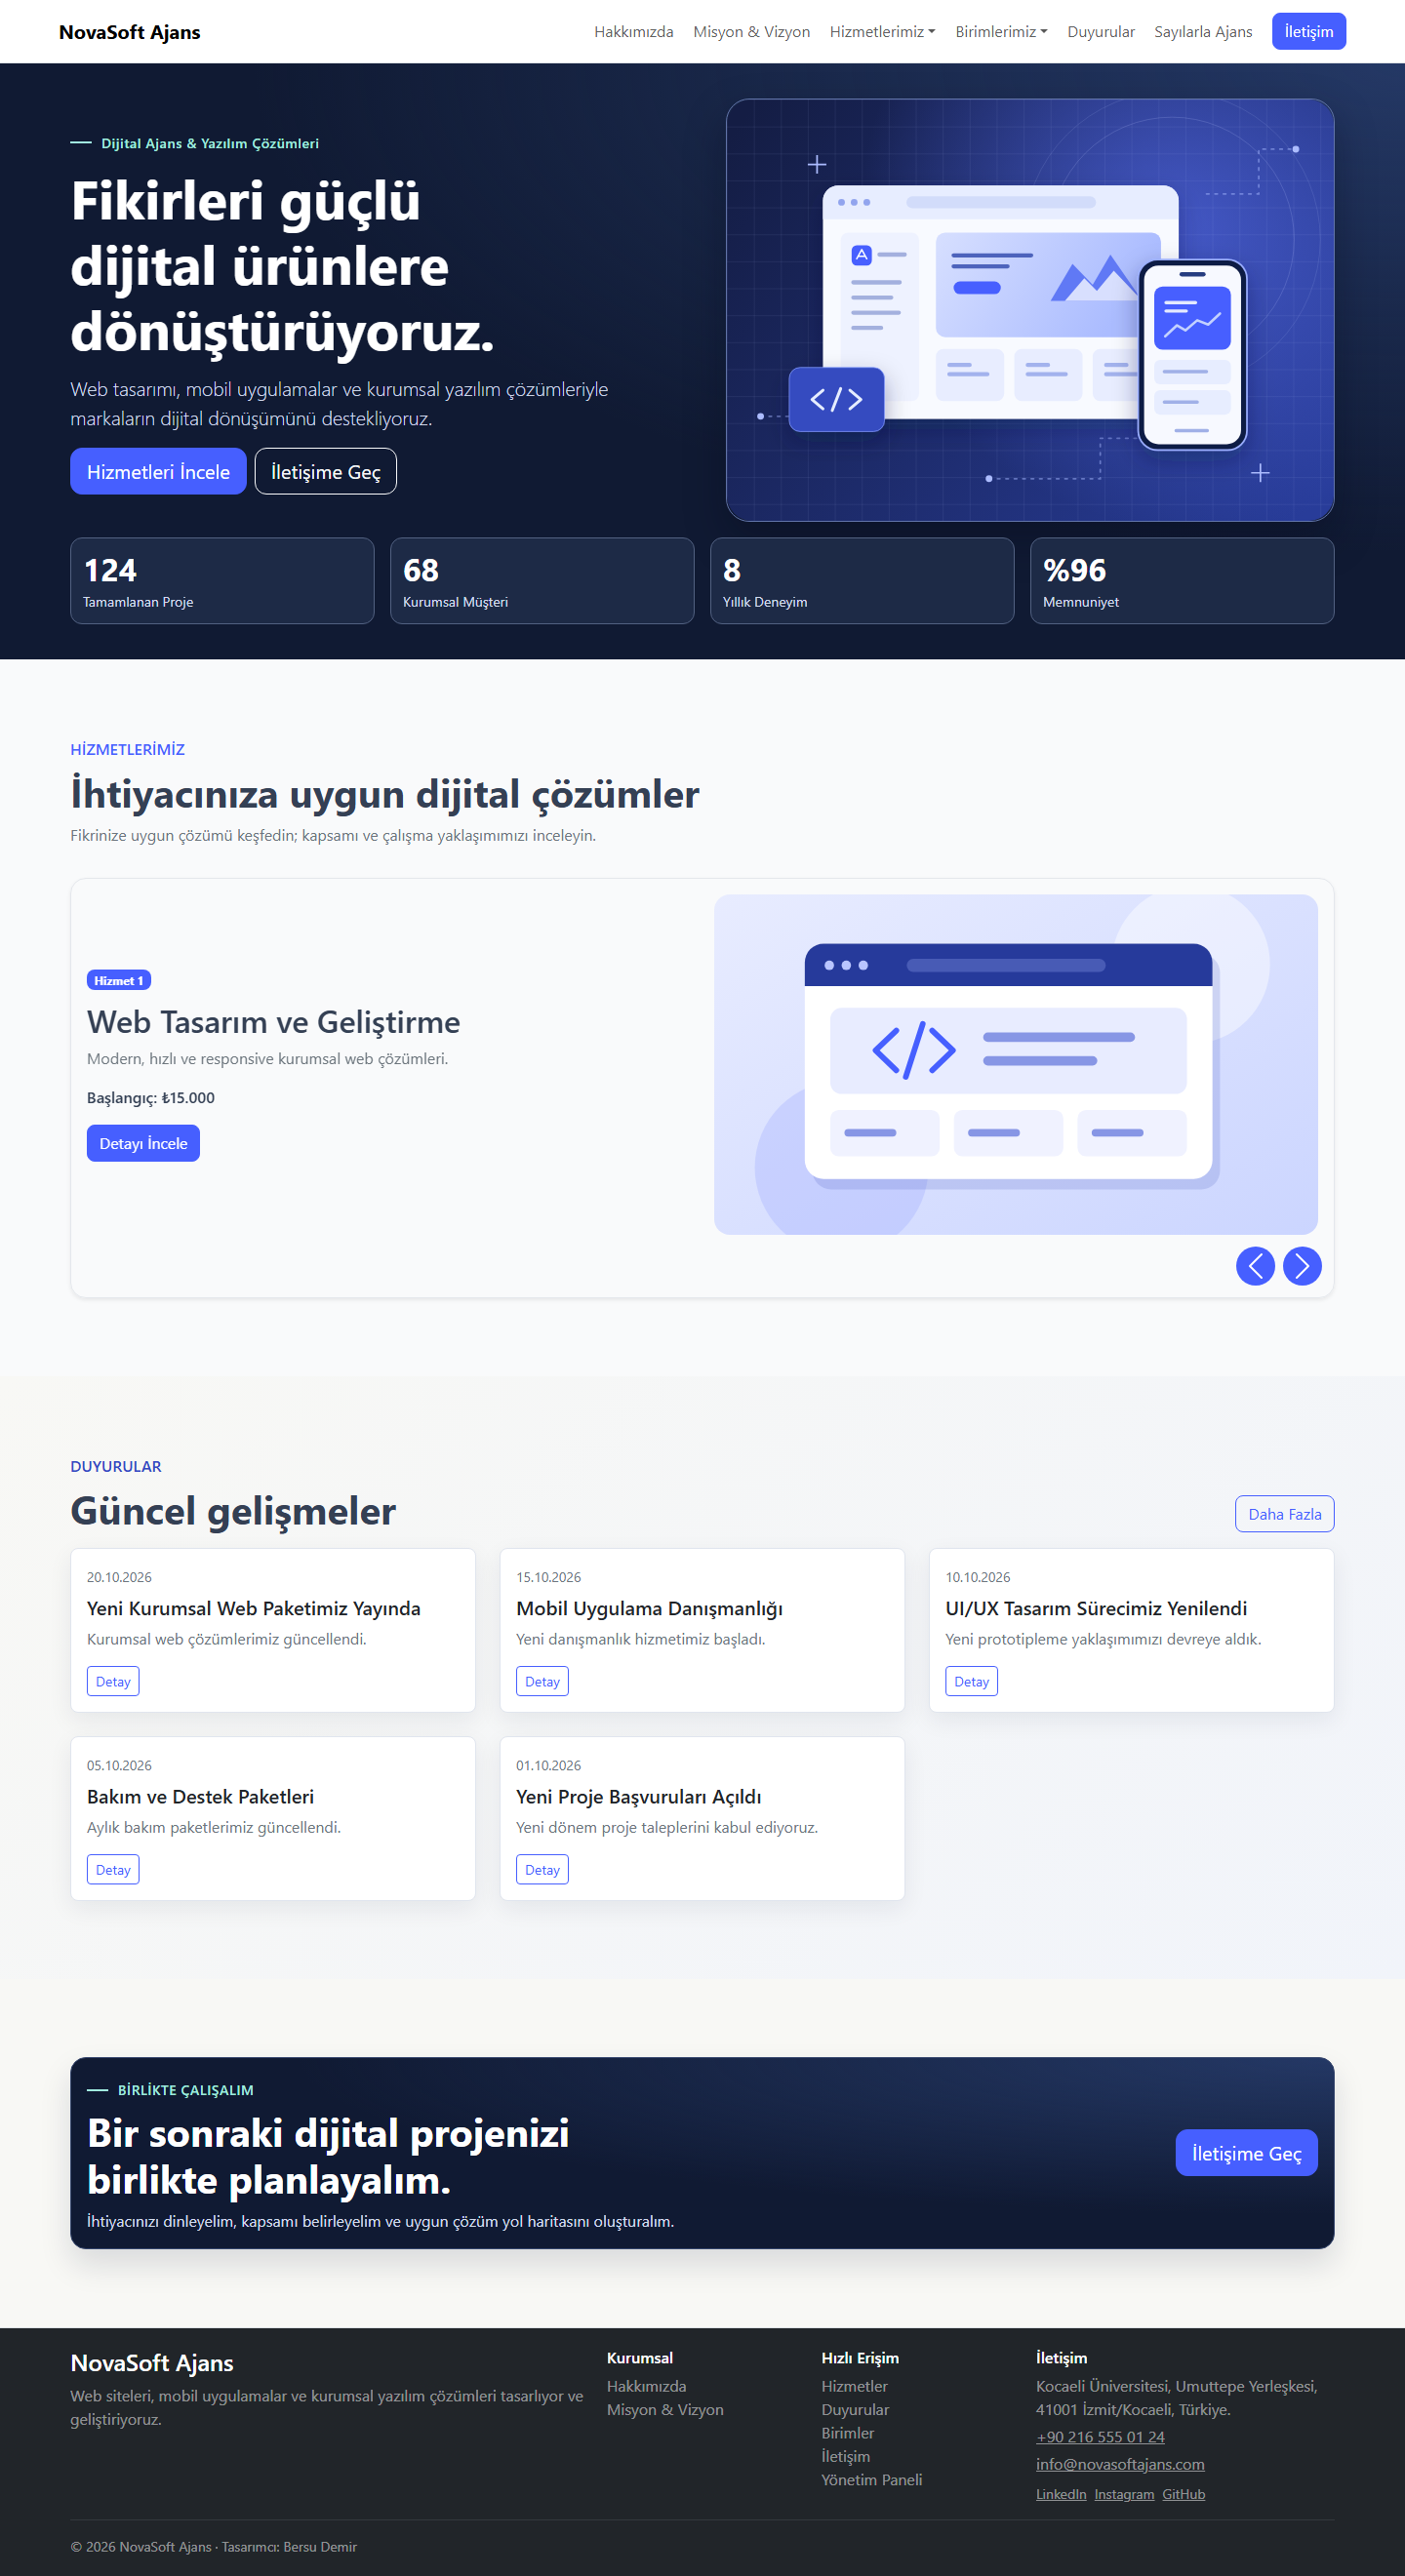 NovaSoft Ajans
Hakkımızda Misyon & Vizyon Hizmetlerimiz Birimlerimiz Duyurular Sayılarla Ajans İletişim
Dijital Ajans & Yazılım Çözümleri
Fikirleri güçlü
dijital ürünlere
dönüştürüyoruz.
Web tasarımı, mobil uygulamalar ve kurumsal yazılım çözümleriyle
markaların dijital dönüşümünü destekliyoruz.
Hizmetleri İncele İletişime Geç
124
Tamamlanan Proje
68
Kurumsal Müşteri
8
Yıllık Deneyim
%96
Memnuniyet
HİZMETLERİMİZ
İhtiyacınıza uygun dijital çözümler
Fikrinize uygun çözümü keşfedin; kapsamı ve çalışma yaklaşımımızı inceleyin.
Hizmet 1
Web Tasarım ve Geliştirme
Modern, hızlı ve responsive kurumsal web çözümleri.
Başlangıç: ₺15.000
Detayı İncele
DUYURULAR
Güncel gelişmeler
Daha Fazla
20.10.2026
Yeni Kurumsal Web Paketimiz Yayında
Kurumsal web çözümlerimiz güncellendi.
Detay
15.10.2026
Mobil Uygulama Danışmanlığı
Yeni danışmanlık hizmetimiz başladı.
Detay
10.10.2026
UI/UX Tasarım Sürecimiz Yenilendi
Yeni prototipleme yaklaşımımızı devreye aldık.
Detay
05.10.2026
Bakım ve Destek Paketleri
Aylık bakım paketlerimiz güncellendi.
Detay
01.10.2026
Yeni Proje Başvuruları Açıldı
Yeni dönem proje taleplerini kabul ediyoruz.
Detay
BİRLİKTE ÇALIŞALIM
Bir sonraki dijital projenizi
birlikte planlayalım.
İhtiyacınızı dinleyelim, kapsamı belirleyelim ve uygun çözüm yol haritasını oluşturalım.
İletişime Geç
NovaSoft Ajans
Web siteleri, mobil uygulamalar ve kurumsal yazılım çözümleri tasarlıyor ve
geliştiriyoruz.
Kurumsal
Hakkımızda
Misyon & Vizyon
Hızlı Erişim
Hizmetler
Duyurular
Birimler
İletişim
Yönetim Paneli
İletişim
Kocaeli Üniversitesi, Umuttepe Yerleşkesi,
41001 İzmit/Kocaeli, Türkiye.
+90 216 555 01 24
info@novasoftajans.com
LinkedIn Instagram GitHub
© 2026 NovaSoft Ajans · Tasarımcı: Bersu Demir